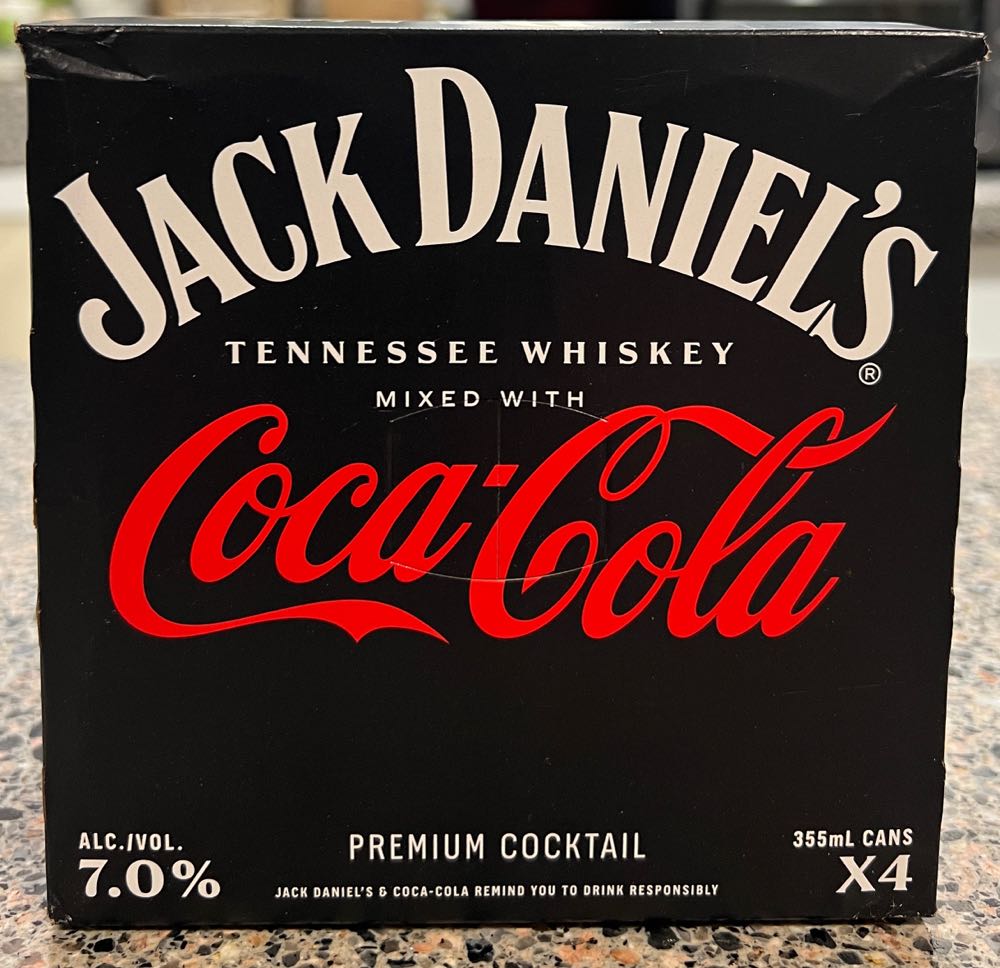 JACK DANIEL'S ®
TENNESSEE WHISKEY
MIXED WITH
Coca-Cola
ALC./VOL.
7.0%
PREMIUM COCKTAIL
JACK DANIEL'S & COCA-COLA REMIND YOU TO DRINK RESPONSIBLY
355mL CANS
X4